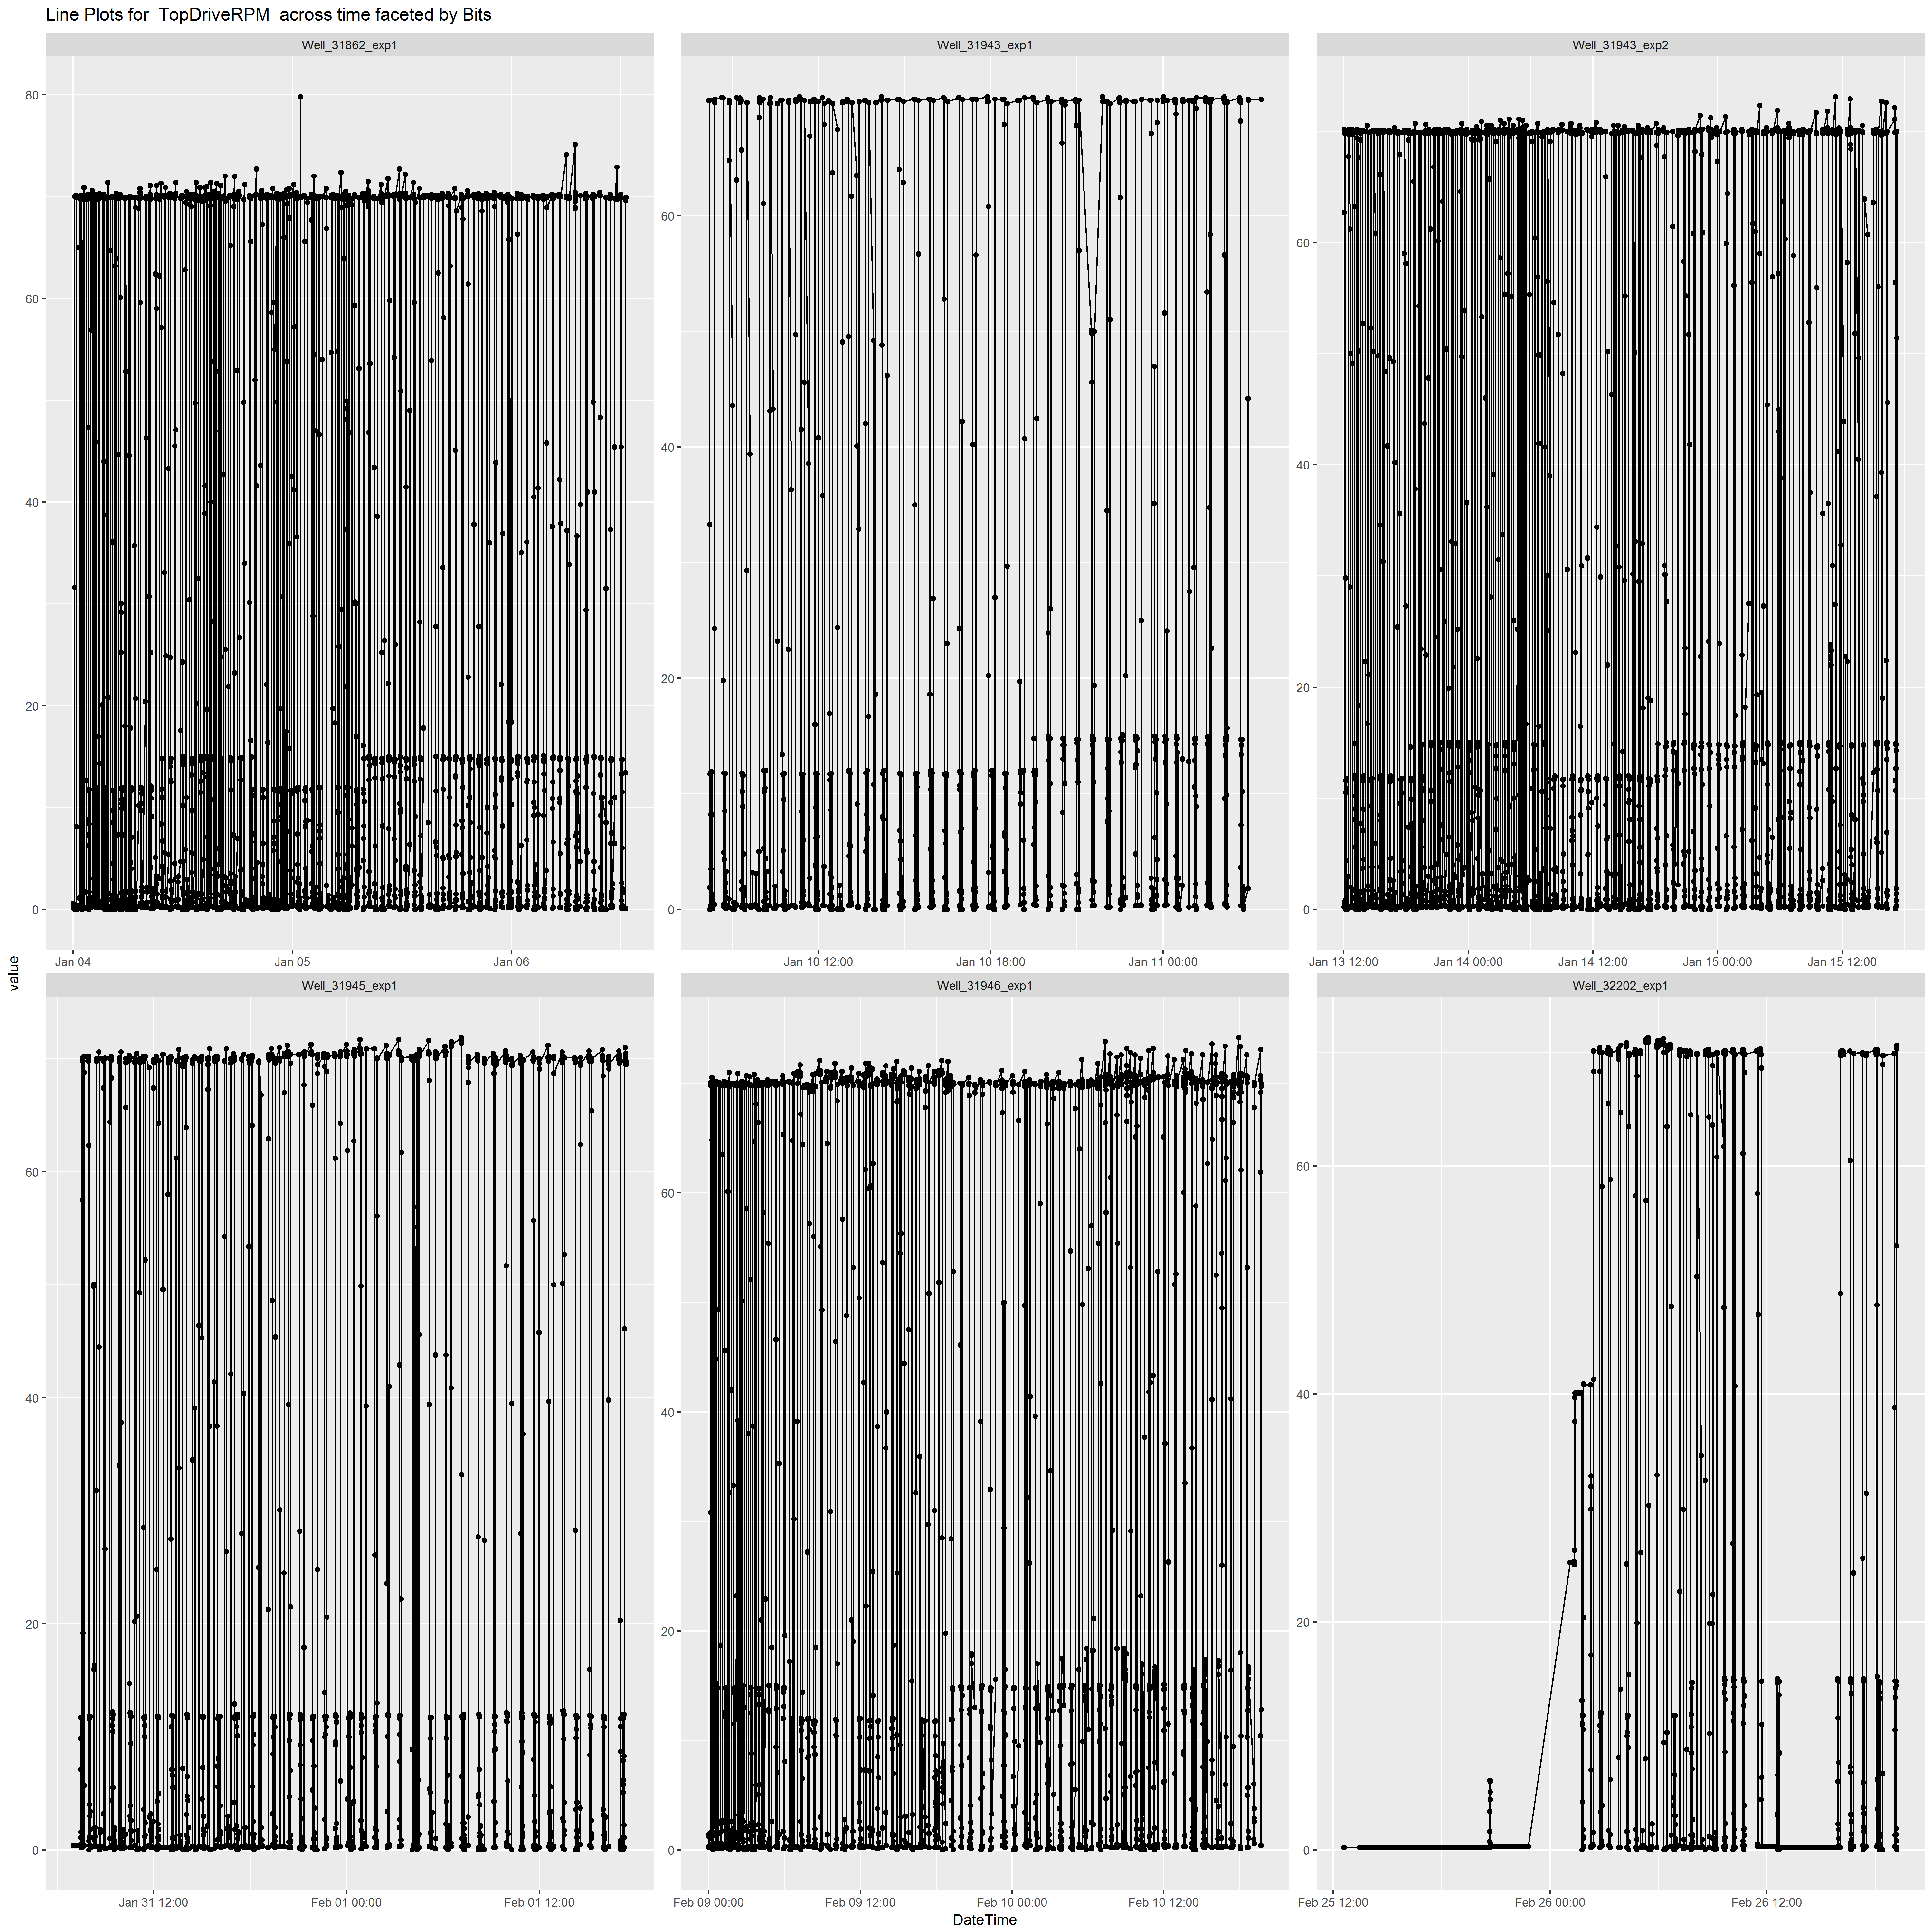 Line Plots for  TopDriveRPM  across time faceted by Bits
Well_31862_exp1
Well_31943_exp1
Well_31943_exp2
80
60
40
20
0
60
40
20
0
60
40
20
0
Jan 04
Jan 05
Jan 06
Jan 10 12:00
Jan 10 18:00
Jan 11 00:00
Jan 13 12:00
Jan 14 00:00
Jan 14 12:00
Jan 15 00:00
Jan 15 12:00
value
Well_31945_exp1
Well_31946_exp1
Well_32202_exp1
60
40
20
0
60
40
20
0
60
40
20
0
Jan 31 12:00
Feb 01 00:00
Feb 01 12:00
Feb 09 00:00
Feb 09 12:00
Feb 10 00:00
Feb 10 12:00
Feb 25 12:00
Feb 26 00:00
Feb 26 12:00
DateTime